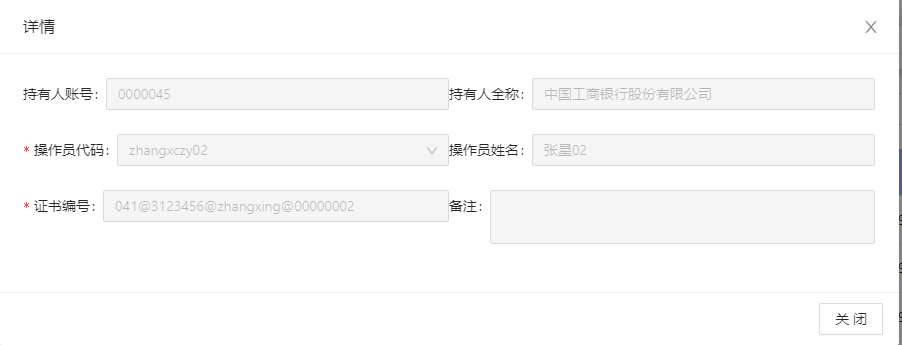 详情
持有人账号： 0000045 持有人全称： 中国工商银行股份有限公司
* 操作员代码： zhangxczy02 操作员姓名： 张星02
* 证书编号： 041@3123456@zhangxing@00000002 备注：
关 闭